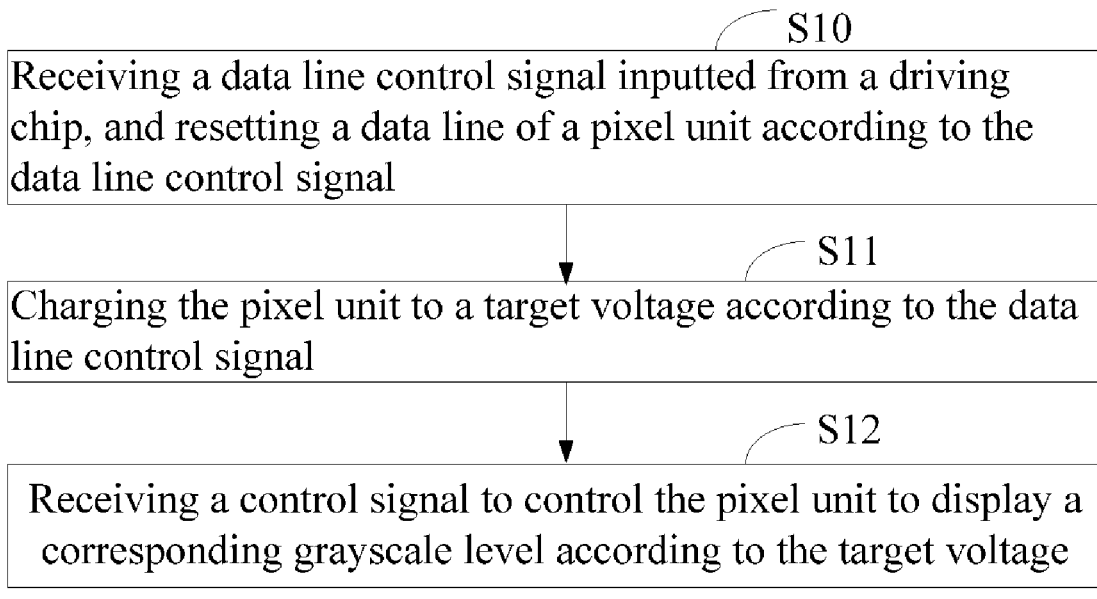 S10
Receiving a data line control signal inputted from a driving
chip, and resetting a data line of a pixel unit according to the
data line control signal
S11
Charging the pixel unit to a target voltage according to the data
line control signal
S12
Receiving a control signal to control the pixel unit to display a
corresponding grayscale level according to the target voltage